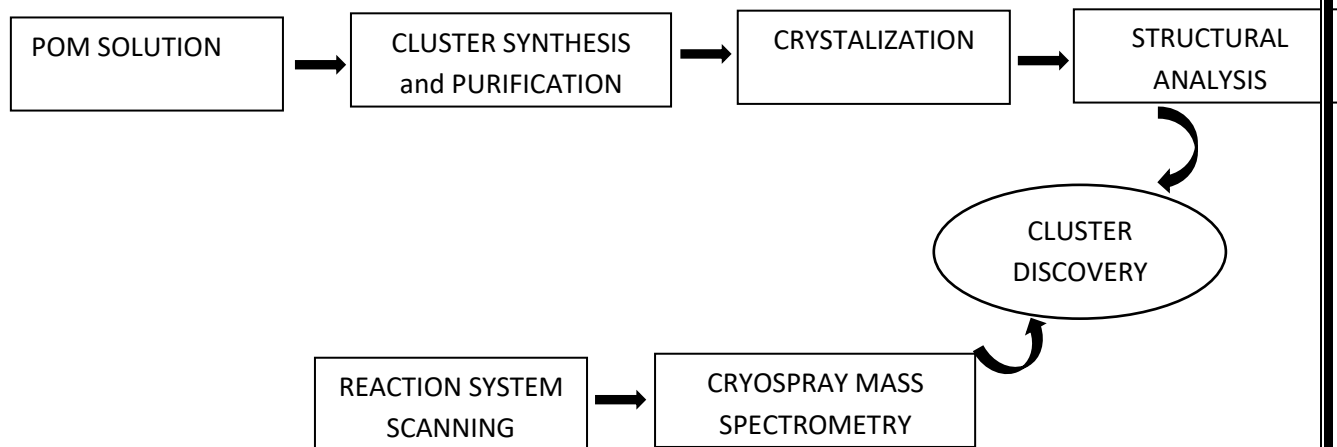 POM SOLUTION
CLUSTER SYNTHESIS
and PURIFICATION
CRYSTALIZATION
STRUCTURAL
ANALYSIS
CLUSTER
DISCOVERY
REACTION SYSTEM
SCANNING
CRYOSPRAY MASS
SPECTROMETRY